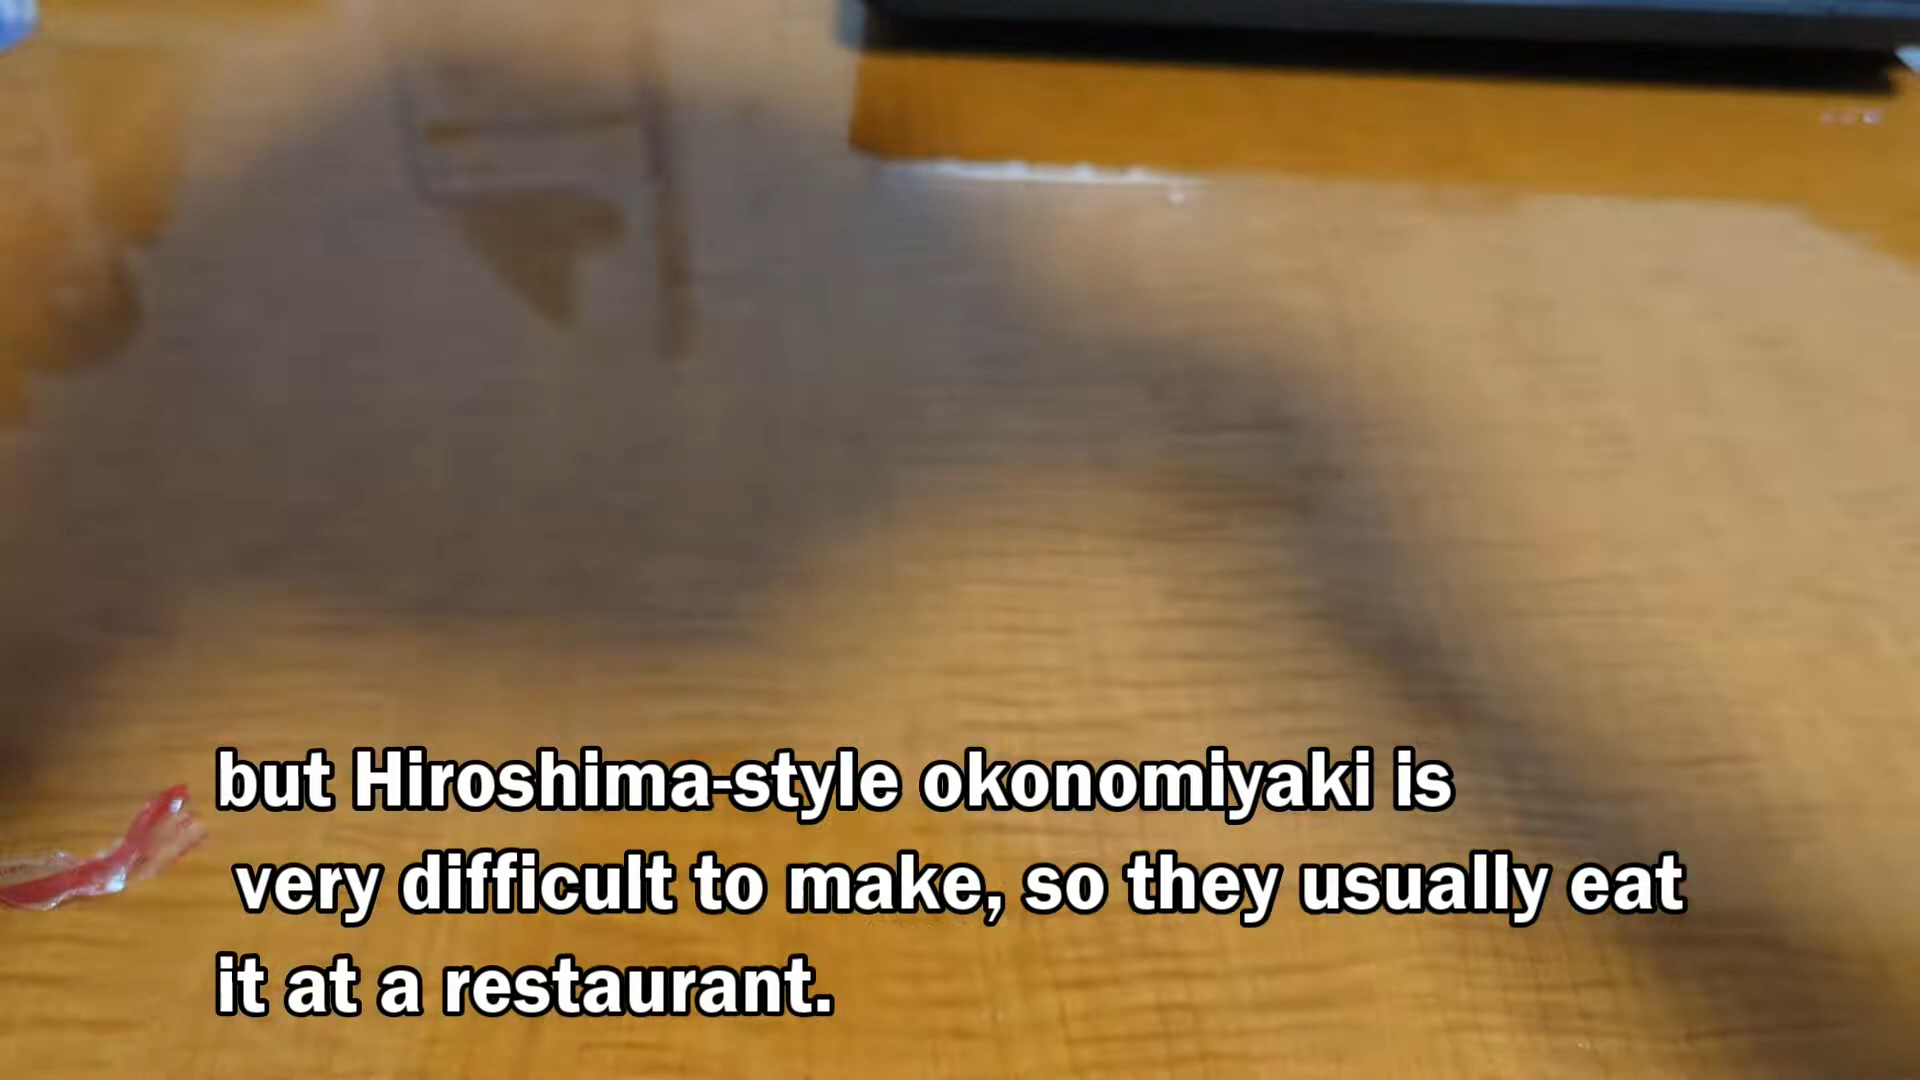 but Hiroshima-style okonomiyaki is
very difficult to make, so they usually eat
it at a restaurant.